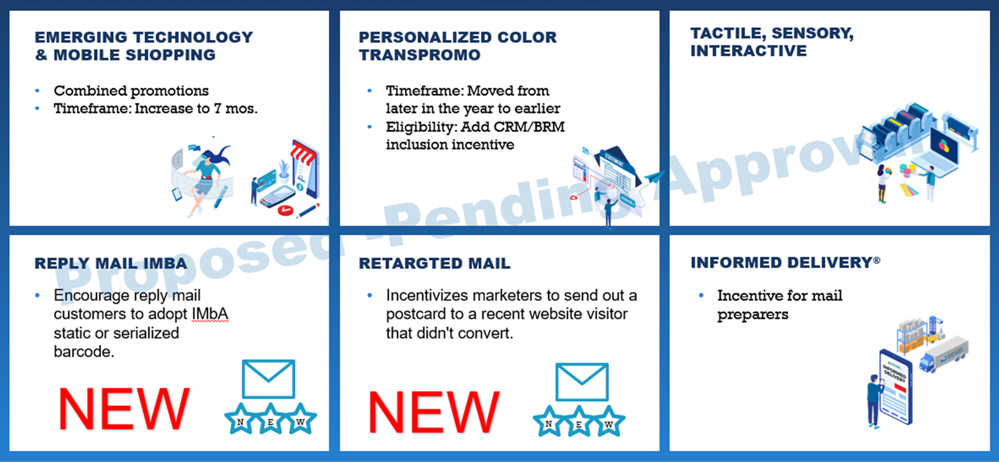 EMERGING TECHNOLOGY
& MOBILE SHOPPING
• Combined promotions
• Timeframe: Increase to 7 mos.
PERSONALIZED COLOR
TRANSPROMO
• Timeframe: Moved from
later in the year to earlier
• Eligibility: Add CRM/BRM
inclusion incentive
STATEMENT
TACTILE, SENSORY,
INTERACTIVE
Proposed -Pending Approval
REPLY MAIL IMBA
• Encourage reply mail
customers to adopt IMbA
static or serialized
barcode.
NEW
N E W
RETARGTED MAIL
• Incentivizes marketers to send out a
postcard to a recent website visitor
that didn't convert.
NEW
N E W
INFORMED DELIVERY®
• Incentive for mail
preparers
INFORMED
DELIVERY